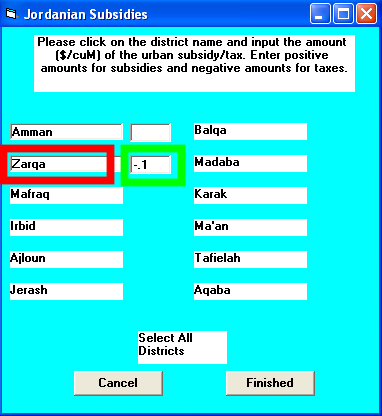 Jordanian Subsidies
Please click on the district name and input the amount
($/cuM) of the urban subsidy/tax. Enter positive
amounts for subsidies and negative amounts for taxes.
Amman
Balqa
Zarqa
-.1
Madaba
Mafraq
Karak
Irbid
Ma'an
Ajloun
Tafielah
Jerash
Aqaba
Select All
Districts
Cancel
Finished